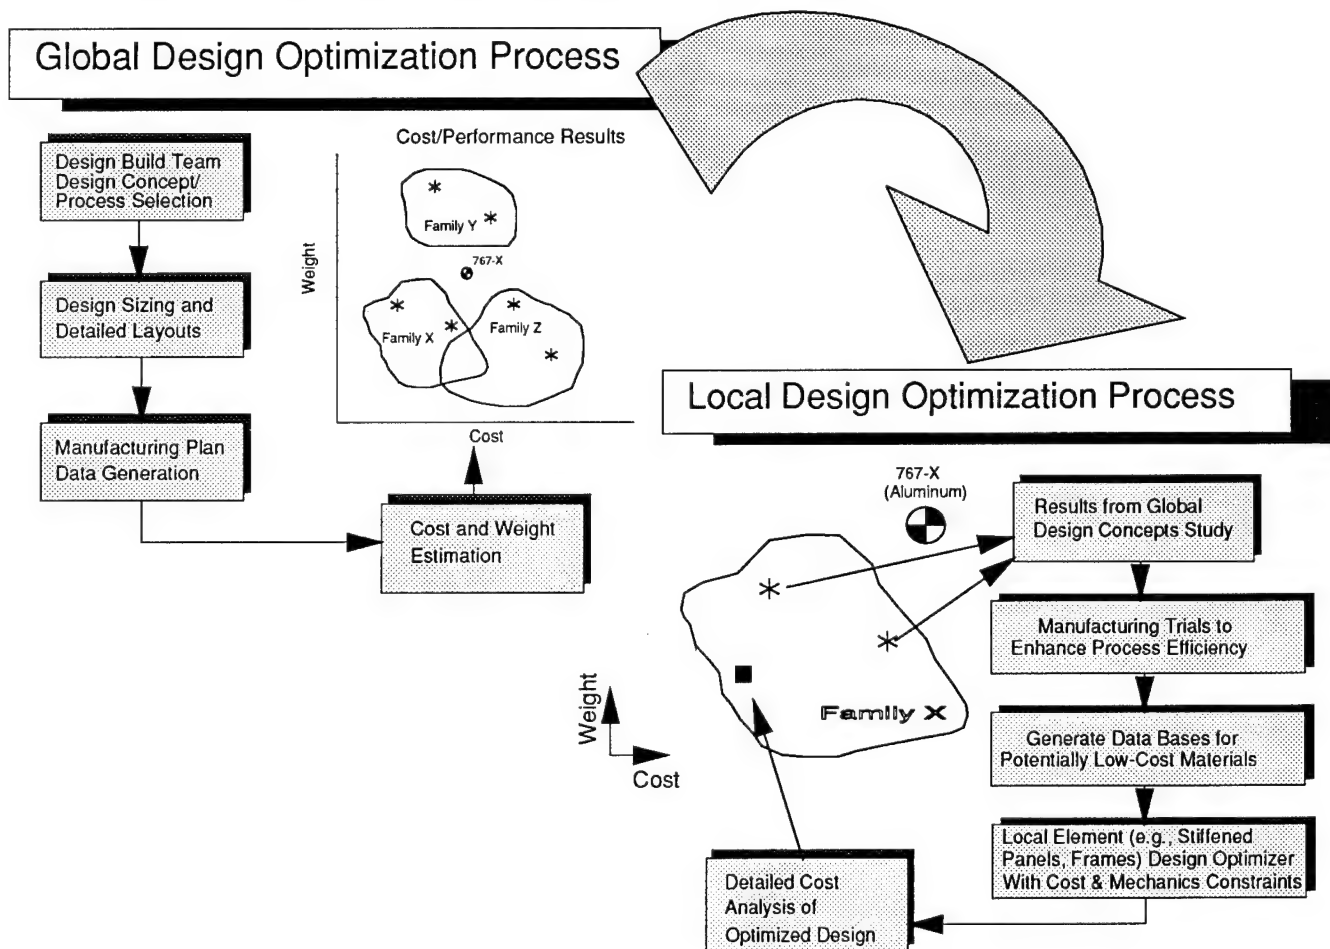 Global Design Optimization Process
Design Build Team
Design Concept/
Process Selection
Design Sizing and
Detailed Layouts
Manufacturing Plan
Data Generation
Cost and Weight
Estimation
Cost/Performance Results
Weight
Family Y
767-X
Family X
Family Z
Cost
Local Design Optimization Process
767-X
(Aluminum)
Results from Global
Design Concepts Study
Manufacturing Trials to
Enhance Process Efficiency
Generate Data Bases for
Potentially Low-Cost Materials
Local Element (e.g., Stiffened
Panels, Frames) Design Optimizer
With Cost & Mechanics Constraints
Detailed Cost
Analysis of
Optimized Design
Family X
Weight
Cost